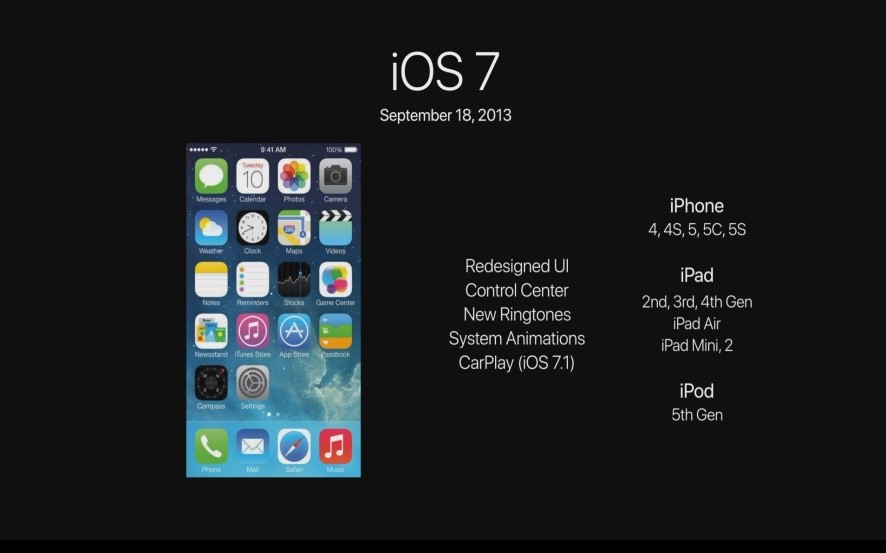 iOS 7
September 18, 2013
9:41 AM 100%
Messages Calendar Photos Camera
Tuesday
10
Weather Clock Maps Videos
280
Notes Reminders Stocks Game Center
Newsstand iTunes Store App Store Passbook
Compass Settings
Phone Mail Safari Music
Redesigned UI
Control Center
New Ringtones
System Animations
CarPlay (iOS 7.1)
iPhone
4, 4S, 5, 5C, 5S
iPad
2nd, 3rd, 4th Gen
iPad Air
iPad Mini, 2
iPod
5th Gen